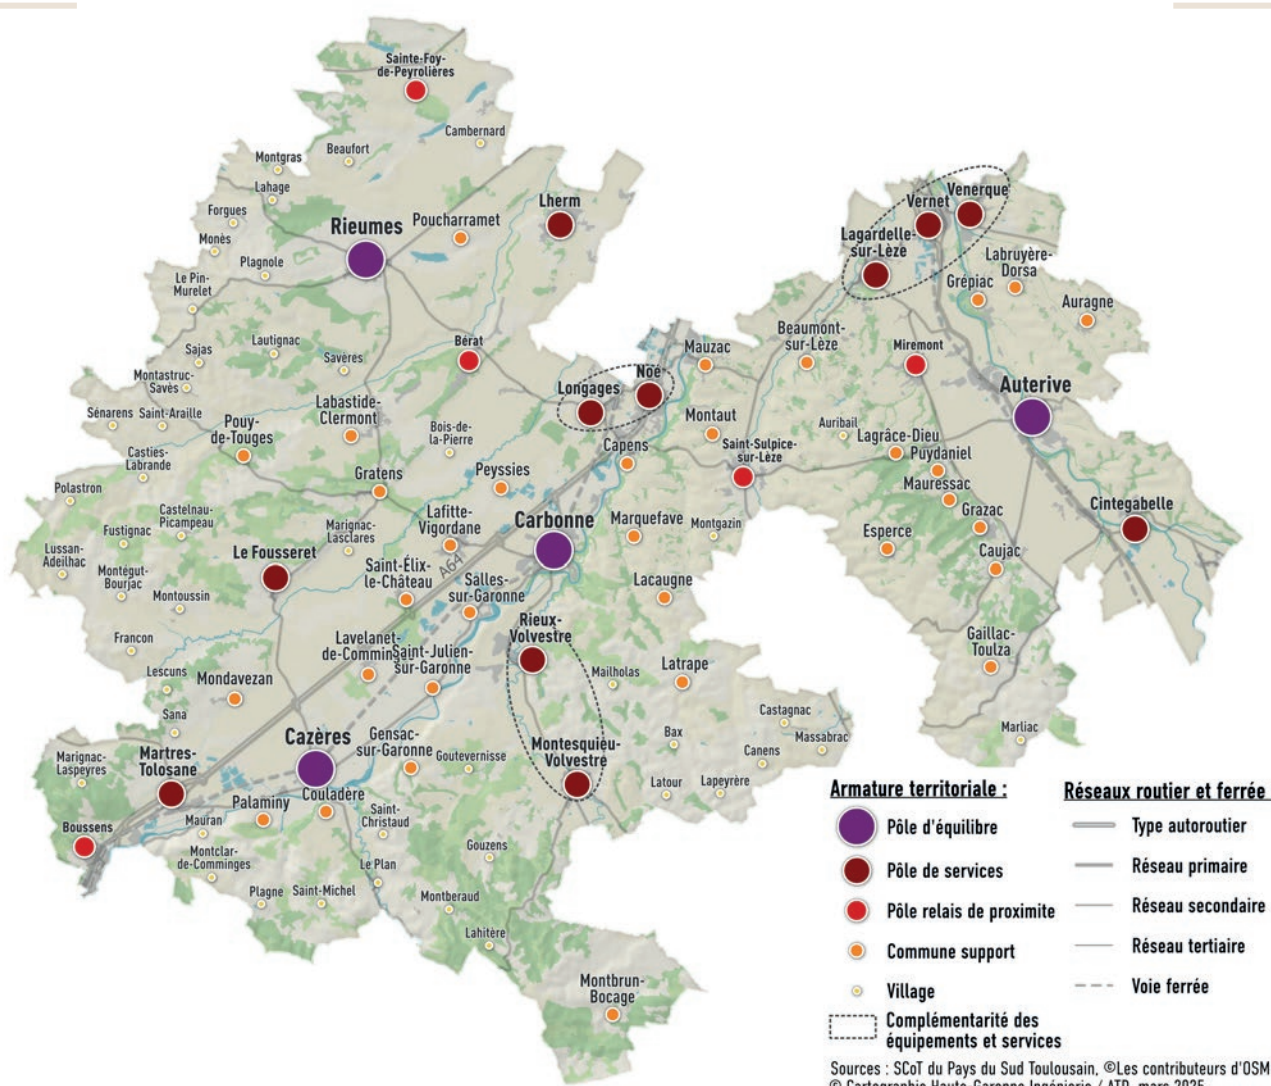 Sainte-Foy-
de-Peyrolières
Cambernard
Beaufort
Montgras
Lahage
Forgues
Monès
Plagnole
Le Pin-
Murelet
Rieumes
Poucharramet
Lherm
Venerque
Vernet
Lagardelle-
sur-Lèze
Labruyère-
Dorsa
Grépiac
Auragne
Sajas
Lautignac
Savères
Bérat
Montastruc-
Savès
Mauzac
Beaumont-
sur-Lèze
Miremont
Auterive
Longages
Noé
Sénarens
Saint-Araille
Pouy-
de-Touges
Labastide-
Clermont
Bois-de-
la-Pierre
Montaut
Auribail
Lagrâce-Dieu
Puydaniel
Casties-
Labrande
Capens
Saint-Sulpice-
sur-Lèze
Polastron
Gratens
Peyssies
Mauressac
Cintegabelle
Fustignac
Castelnau-
Picampeau
Marignac-
Lasclares
Lafitte-
Vigordane
Carbonne
Marquefave
Montgazin
Grazac
Esperce
Caujac
Lussan-
Adeilhac
Le Fousseret
Saint-Élix-
le-Château
A64
Salles-
sur-Garonne
Lacaugne
Montégut-
Bourjac
Montoussin
Rieux-
Volvestre
Gaillac-
Toulza
Francon
Lavelanet-
de-Comminges
Saint-Julien-
sur-Garonne
Mailholas
Latrape
Lescuns
Mondavezan
Sana
Castagnac
Massabrac
Marliac
Marignac-
Laspeyres
Martres-
Tolosane
Cazères
Gensac-
sur-Garonne
Goutevernisse
Montesquieu-
Volvestre
Bax
Canens
Latour
Lapeyrère
Boussens
Mauran
Palaminy
Couladère
Saint-
Christaud
Montclar-
de-Comminges
Gouzens
Le Plan
Plagne
Saint-Michel
Montberaud
Lahitère
Montbrun-
Bocage
Armature territoriale :
Pôle d'équilibre
Pôle de services
Pôle relais de proximite
Commune support
Village
Complémentarité des
équipements et services
Réseaux routier et ferrée
Type autoroutier
Réseau primaire
Réseau secondaire
Réseau tertiaire
Voie ferrée
Sources : SCoT du Pays du Sud Toulousain, ©Les contributeurs d'OSM
© Cartographie Haute-Garonne Ingénierie / ATD, mars 2025